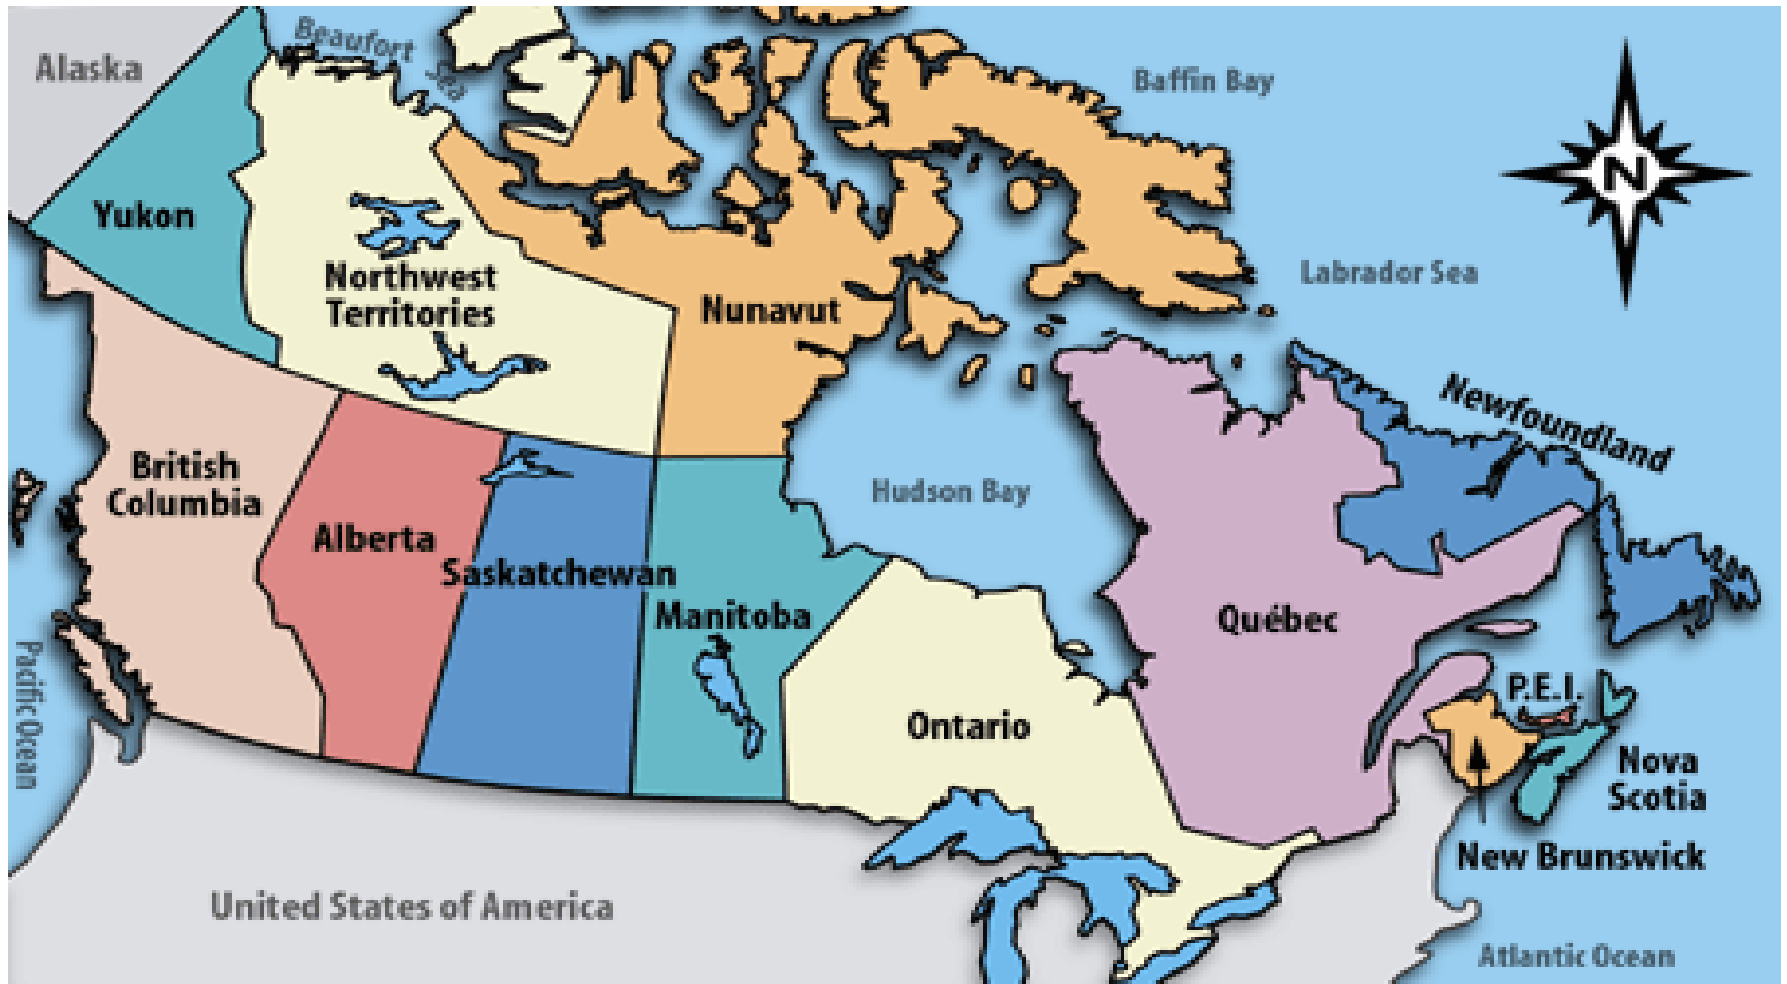 Beaufort
Sea
Alaska
Baffin Bay
N
Yukon
Northwest
Territories
Labrador Sea
Nunavut
Newfoundland
British
Columbia
Hudson Bay
Alberta
Saskatchewan
Manitoba
Québec
Pacific Ocean
P.E.I.
Ontario
Nova
Scotia
New Brunswick
United States of America
Atlantic Ocean